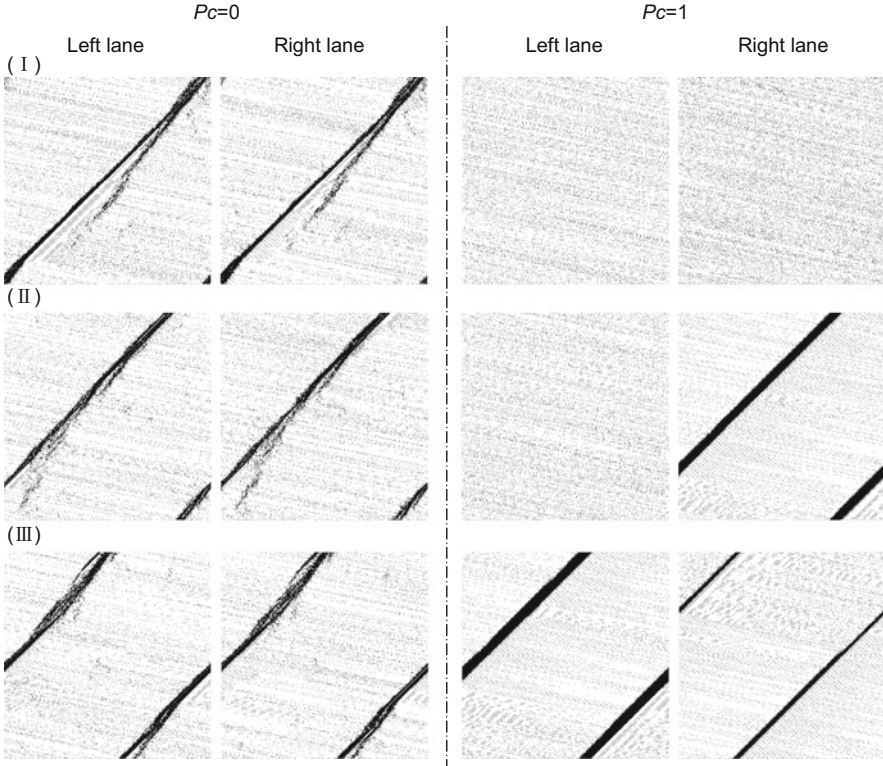 Pc=0 Pc=1
Left lane Right lane Left lane Right lane
(Ⅰ)
(Ⅱ)
(Ⅲ)